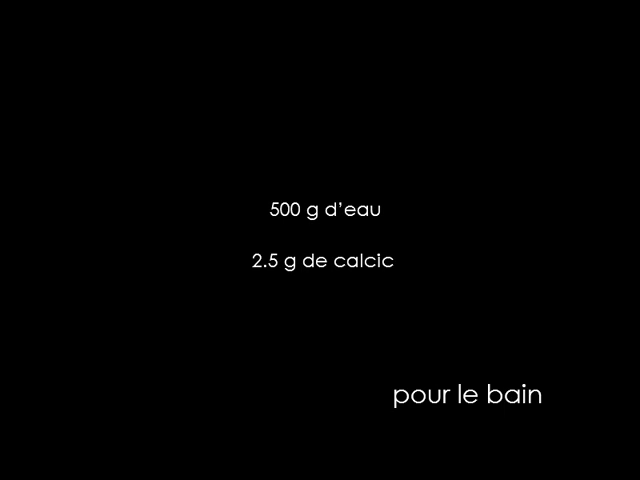 500 g d’eau
2.5 g de calcic
pour le bain